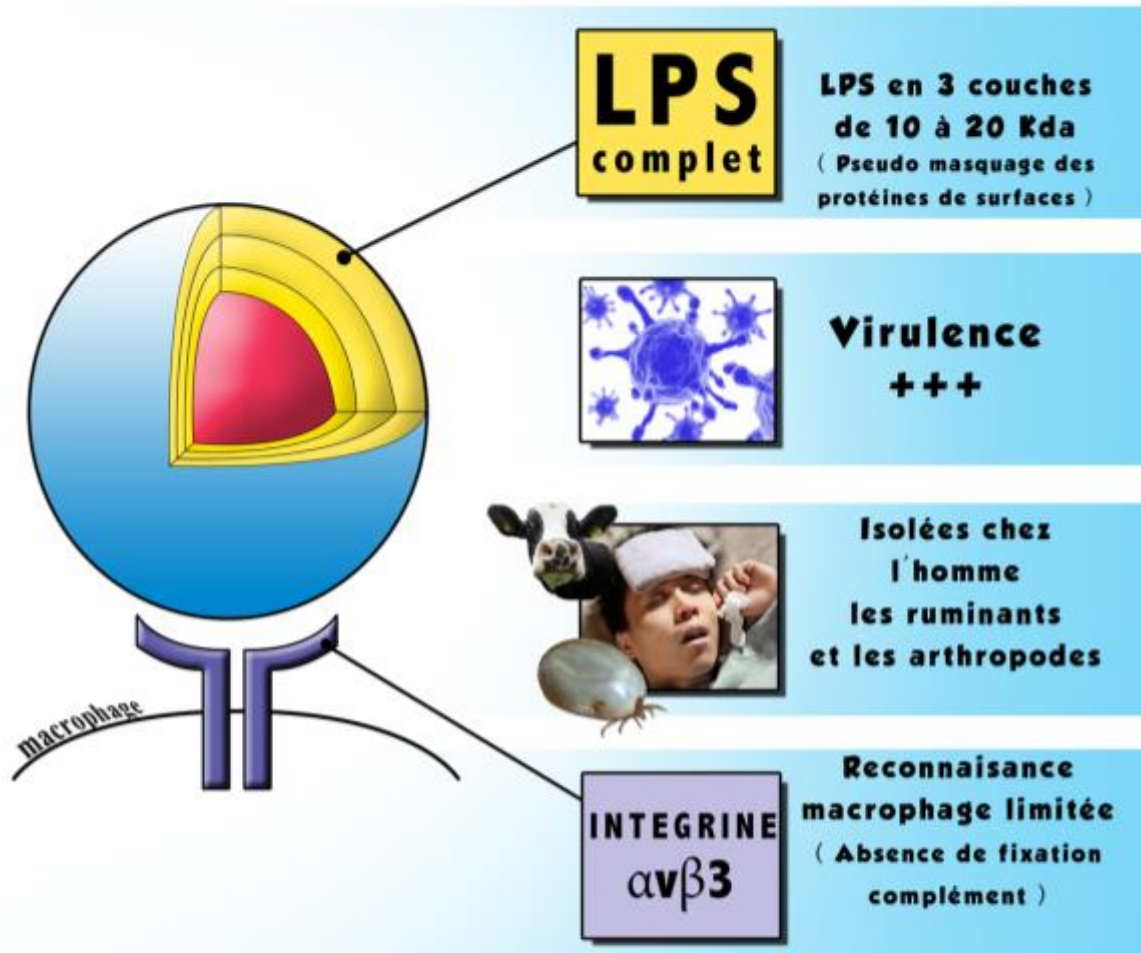 LPS
complet
LPS en 3 couches
de 10 à 20 Kda
( Pseudo masquage des
protéines de surfaces )
Virulence
+++
Isolées chez
l'homme
les ruminants
et les arthropodes
macrophage
INTEGRINE
αvβ3
Reconnaisance
macrophage limitée
( Absence de fixation
complément )